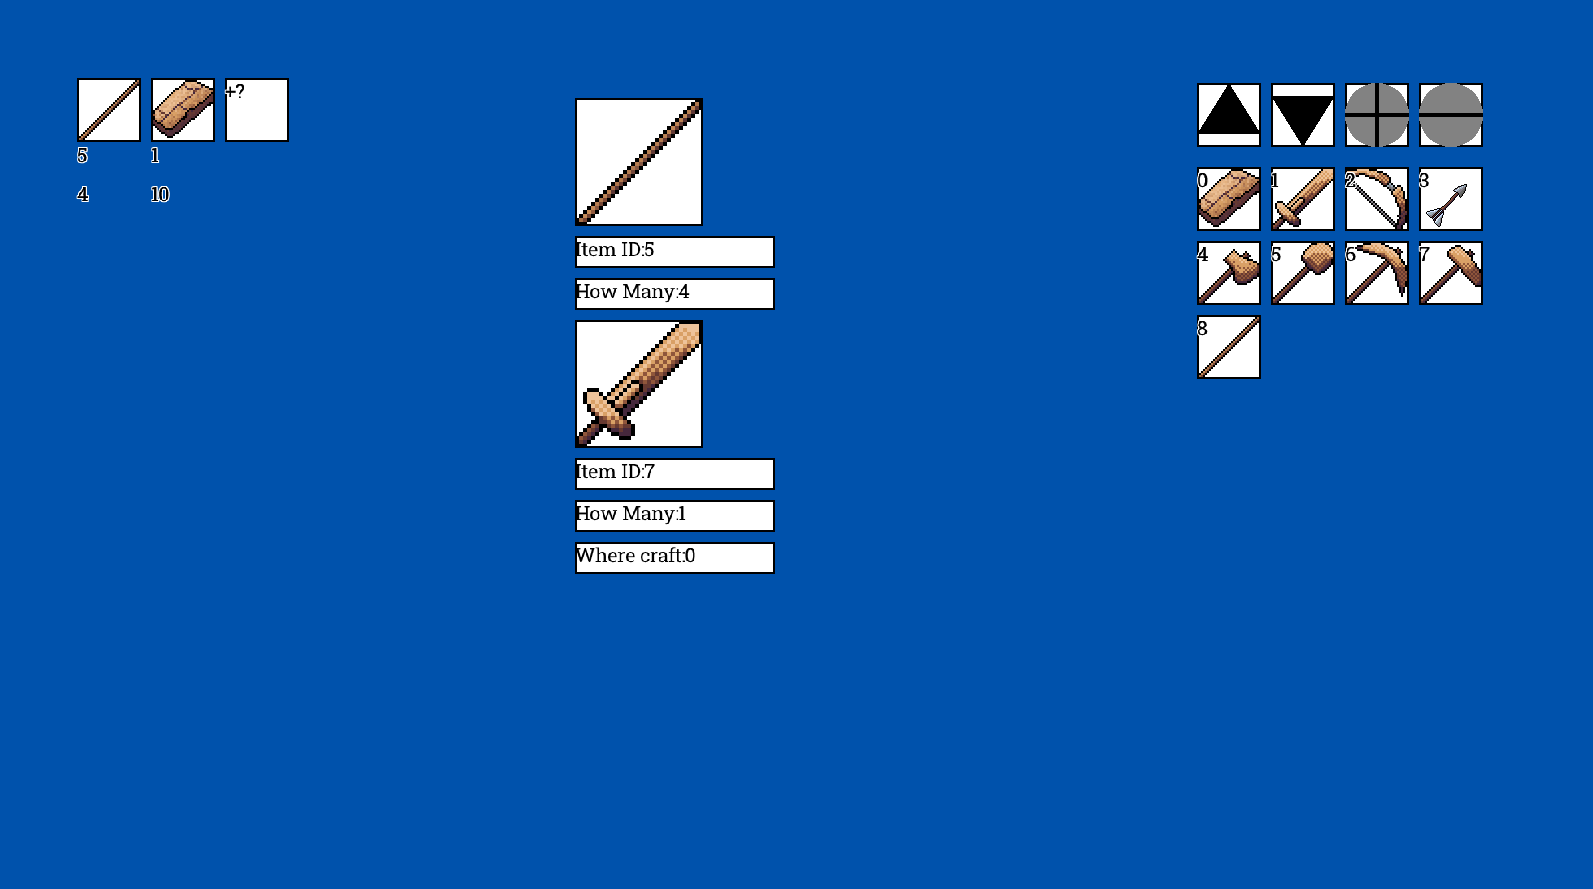 +?
5 1
4 10
Item ID:5
How Many:4
Item ID:7
How Many:1
Where craft:0
0 1 2 3
4 5 6 7
8